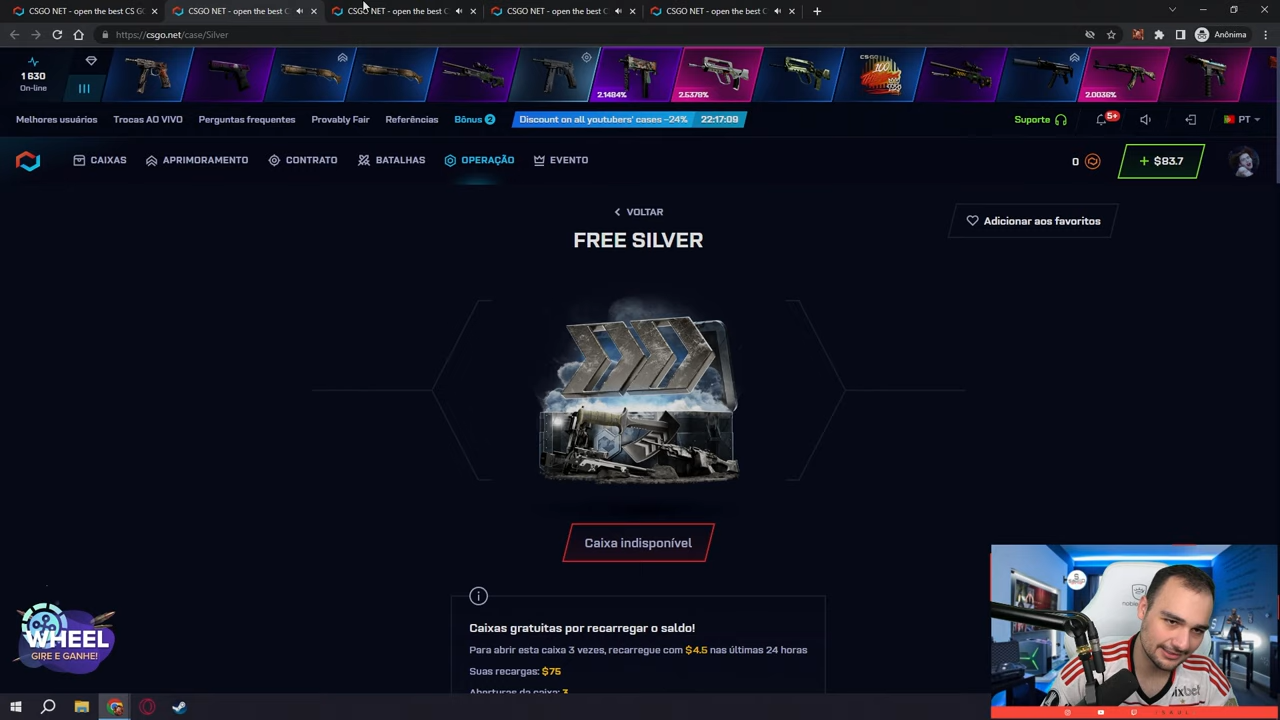 CSGO NET - open the best CS G
CSGO NET - open the best C
CSGO NET - open the best C
CSGO NET - open the best C
CSGO NET - open the best C
https://csgo.net/case/Silver
Anônima
1 630
On-line
2.1484%
2.5379%
2.0036%
Melhores usuários
Trocas AO VIVO
Perguntas frequentes
Provably Fair
Referências
Bônus 2
Discount on all youtubers' cases −24%
22:17:09
Suporte
5+
PT
CAIXAS
APRIMORAMENTO
CONTRATO
BATALHAS
OPERAÇÃO
EVENTO
0
+ $83.7
VOLTAR
FREE SILVER
Adicionar aos favoritos
Caixa indisponível
Caixas gratuitas por recarregar o saldo!
Para abrir esta caixa 3 vezes, recarregue com $4.5 nas últimas 24 horas
Suas recargas: $75
Aberturas da caixa: 3
WHEEL
GIRE E GANHE!